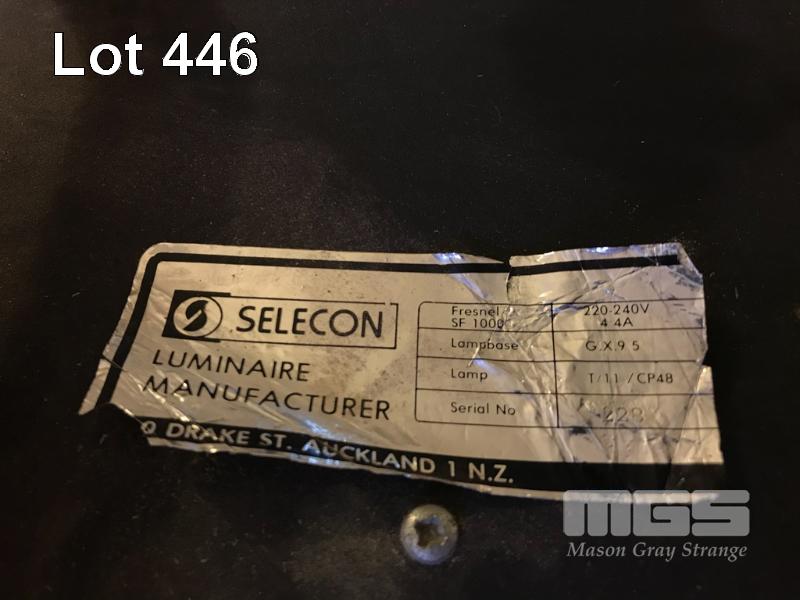 Lot 446
SELECON
LUMINAIRE
MANUFACTURER
Fresnel 220-240V
SF 1000 4.4A
Lampbase G.X.9.5
Lamp T/11/CP48
Serial No 228
DRAKE ST. AUCKLAND 1 N.Z.
MGS
Mason Gray Strange